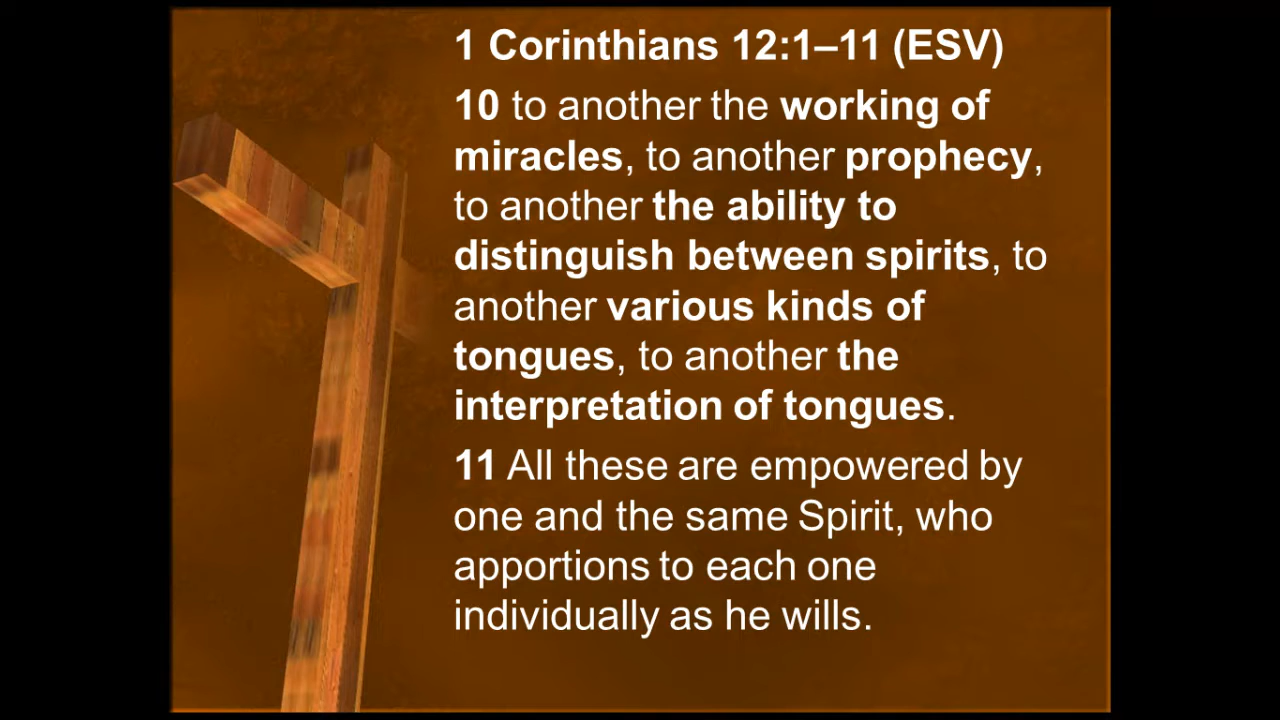 1 Corinthians 12:1–11 (ESV)
10 to another the working of
miracles, to another prophecy,
to another the ability to
distinguish between spirits, to
another various kinds of
tongues, to another the
interpretation of tongues.
11 All these are empowered by
one and the same Spirit, who
apportions to each one
individually as he wills.